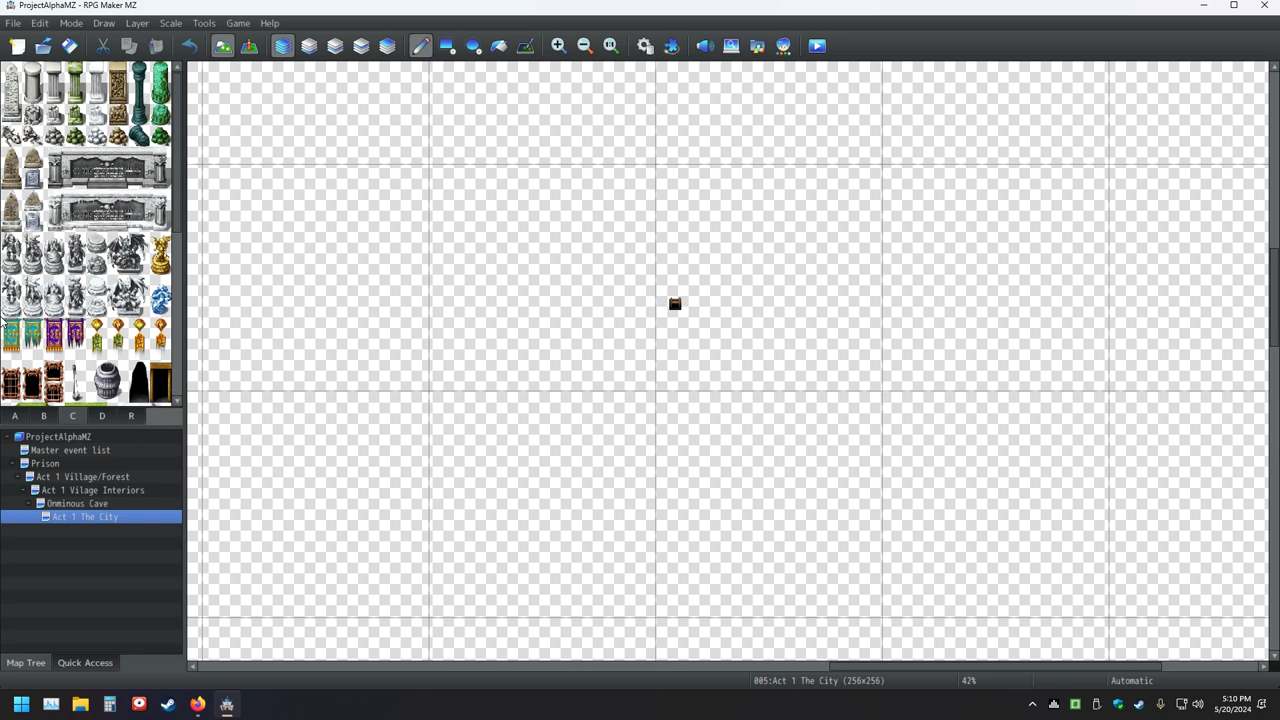 ProjectAlphaMZ - RPG Maker MZ
File Edit Mode Draw Layer Scale Tools Game Help
A B C D R
ProjectAlphaMZ
Master event list
Prison
Act 1 Village/Forest
Act 1 Vilage Interiors
Onminous Cave
Act 1 The City
Map Tree Quick Access
005:Act 1 The City (256x256) 42% Automatic
5:10 PM
5/20/2024